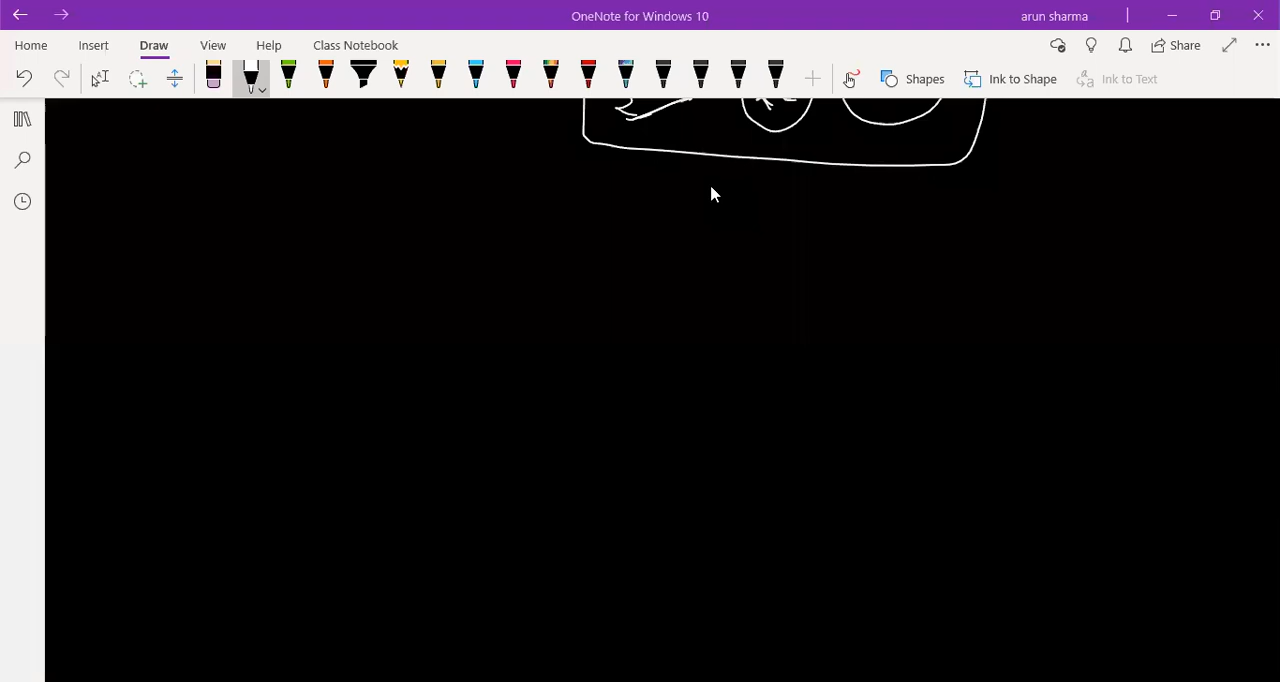 OneNote for Windows 10
arun sharma
Home Insert Draw View Help Class Notebook
Share
Shapes Ink to Shape Ink to Text